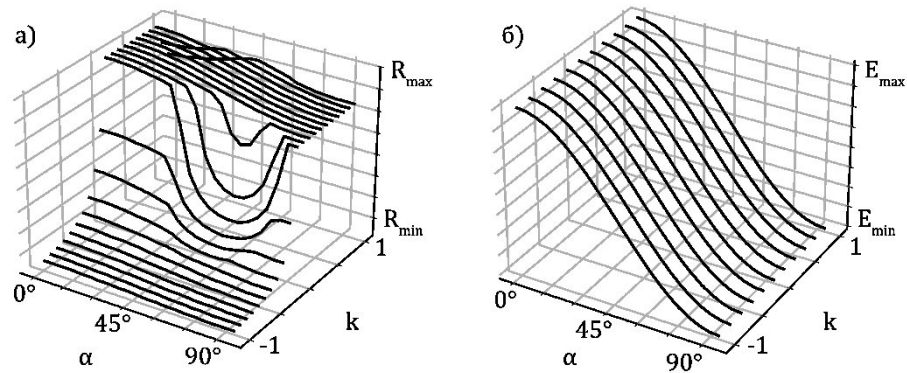 а)
R_max
R_min
1
0°
45°
90°
-1
α
k
б)
E_max
E_min
1
0°
45°
90°
-1
α
k